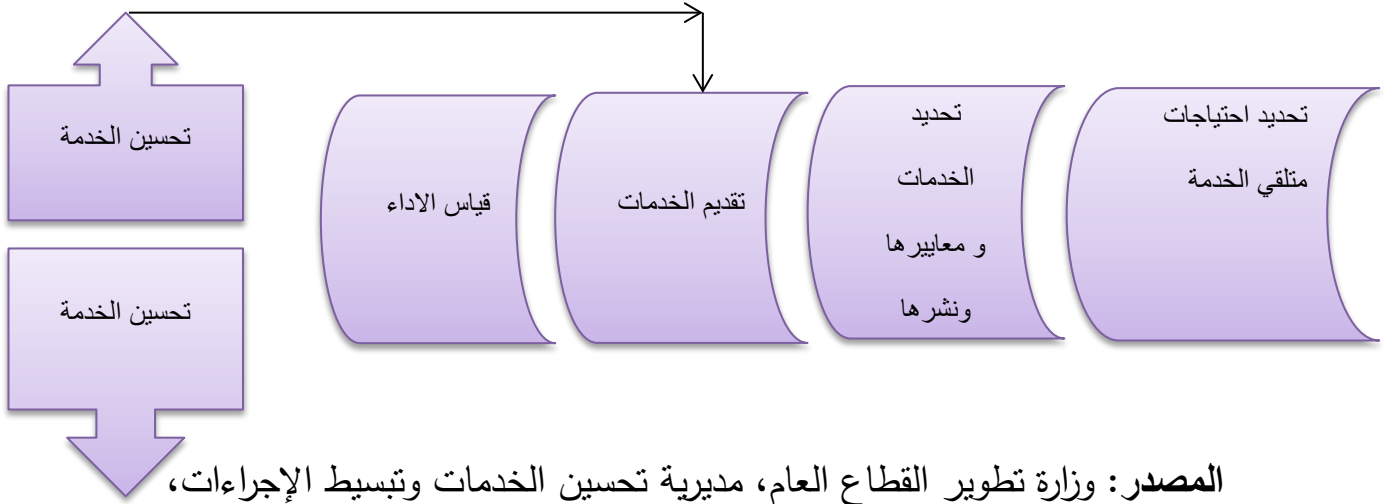 تحديد احتياجات
متلقي الخدمة
تحديد
الخدمات
و معاييرها
ونشرها
تقديم الخدمات
قياس الاداء
تحسين الخدمة
تحسين الخدمة
المصدر: وزارة تطوير القطاع العام، مديرية تحسين الخدمات وتبسيط الإجراءات،